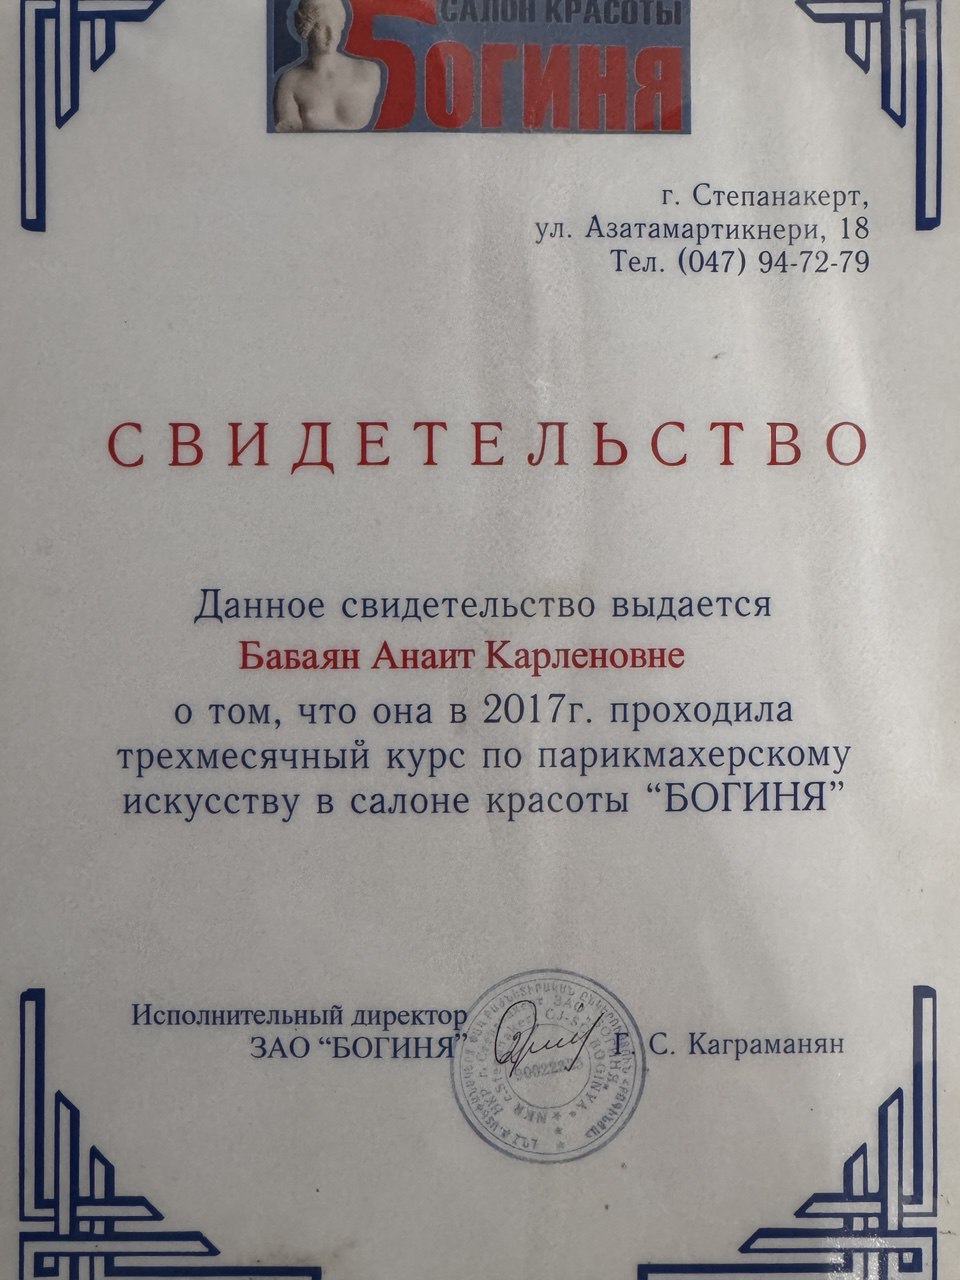 САЛОН КРАСОТЫ
БОГИНЯ
г. Степанакерт,
ул. Азатамартикнери, 18
Тел. (047) 94-72-79
СВИДЕТЕЛЬСТВО
Данное свидетельство выдается
Бабаян Анаит Карленовне
о том, что она в 2017г. проходила
трехмесячный курс по парикмахерскому
искусству в салоне красоты “БОГИНЯ”
Исполнительный директор
ЗАО “БОГИНЯ”
С. Каграманян